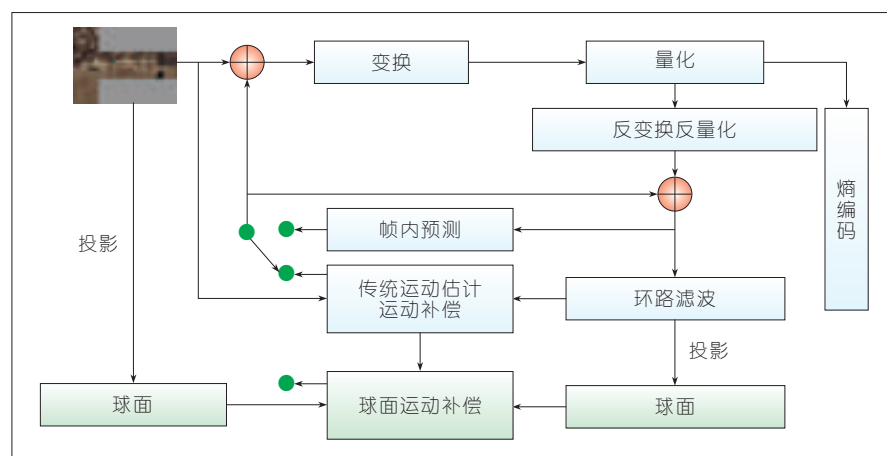 变换
量化
反变换反量化
熵编码
投影
帧内预测
传统运动估计
运动补偿
环路滤波
投影
球面
球面运动补偿
球面